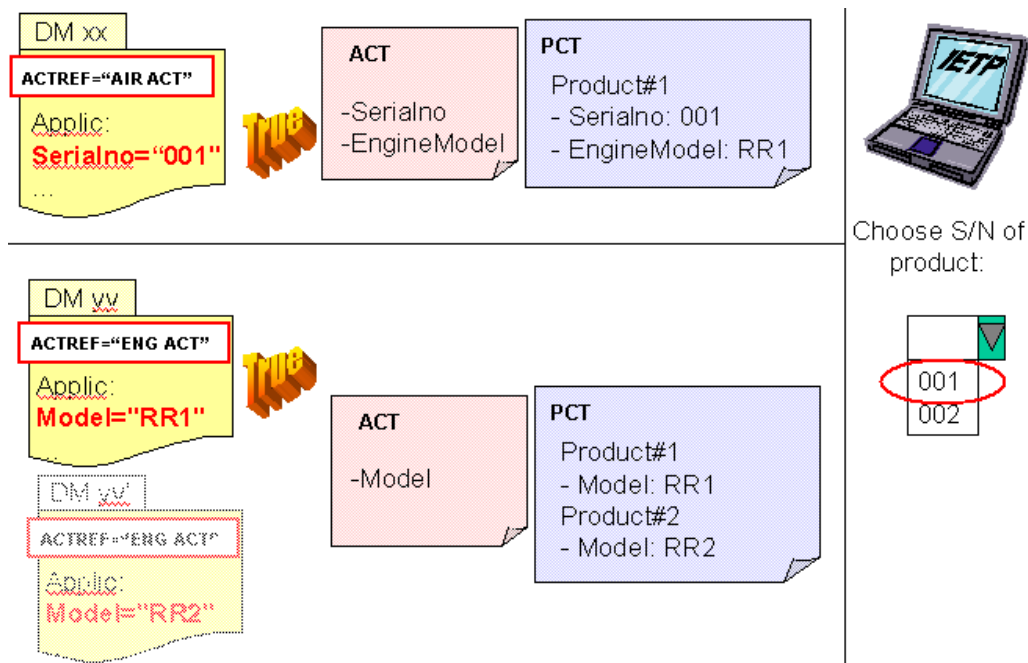 DM xx
ACTREF=“AIR ACT”
Applic:
Serialno=“001”
...
True
ACT
-Serialno
-EngineModel
PCT
Product#1
- Serialno: 001
- EngineModel: RR1
IETP
Choose S/N of
product:
001
002
DM yy
ACTREF=“ENG ACT”
Applic:
Model="RR1"
...
True
ACT
-Model
PCT
Product#1
- Model: RR1
Product#2
- Model: RR2
DM yy'
ACTREF=“ENG ACT”
Applic:
Model="RR2"